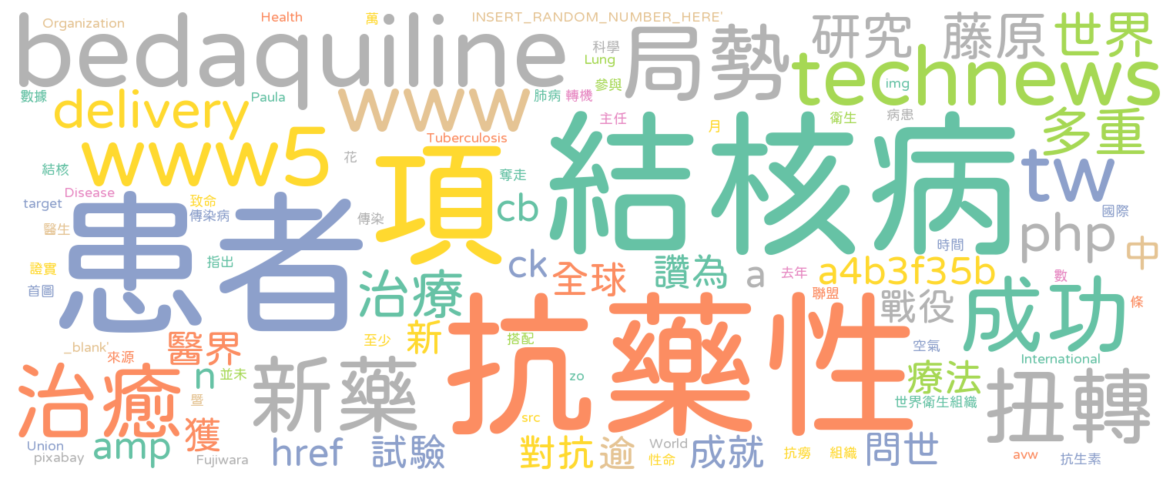 Organization
Health
萬
INSERT_RANDOM_NUMBER_HERE'
bedaquiline
科學
Lung
局勢
研究
藤原
世界
technews
img
數據
delivery
Paula
www
肺病
轉機
參與
主任
月
衛生
病患
多重
www5
Tuberculosis
結核病
tw
結核
花
項
奪走
cb
Disease
target
患者
致命
傳染病
傳染
醫生
指出
國際
php
中
時間
證實
首圖
治療
ck
全球
讚為
a
去年
聯盟
a4b3f35b
數
條
戰役
成功
_blank'
來源
醫界
至少
新
搭配
抗藥性
空氣
International
治癒
n
並未
曇
新藥
zo
療法
世界衛生組織
扭轉
src
獲
Union
pixabay
amp
Fujiwara
href
試驗
對抗
逾
World
性命
成就
抗癆
組織
問世
avw
抗生素